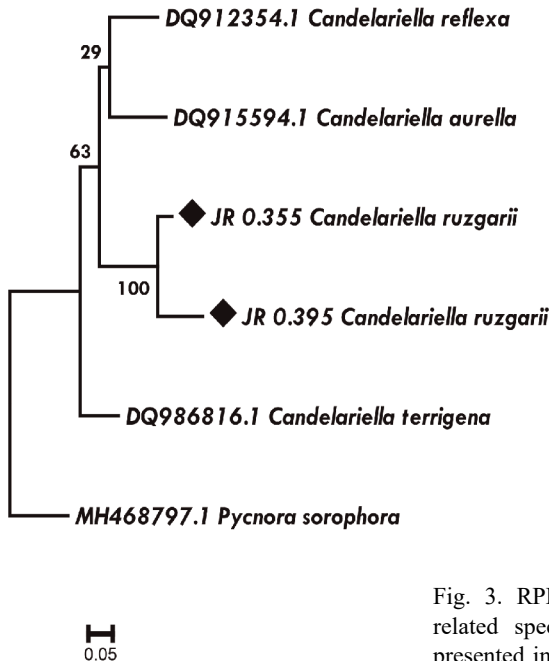 DQ912354.1 Candelariella reflexa
29
DQ915594.1 Candelariella aurella
63
JR 0.355 Candelariella ruzgarii
100
JR 0.395 Candelariella ruzgarii
DQ986816.1 Candelariella terrigena
MH468797.1 Pycnora sorophora
0.05
Fig. 3.
related spec
presented in